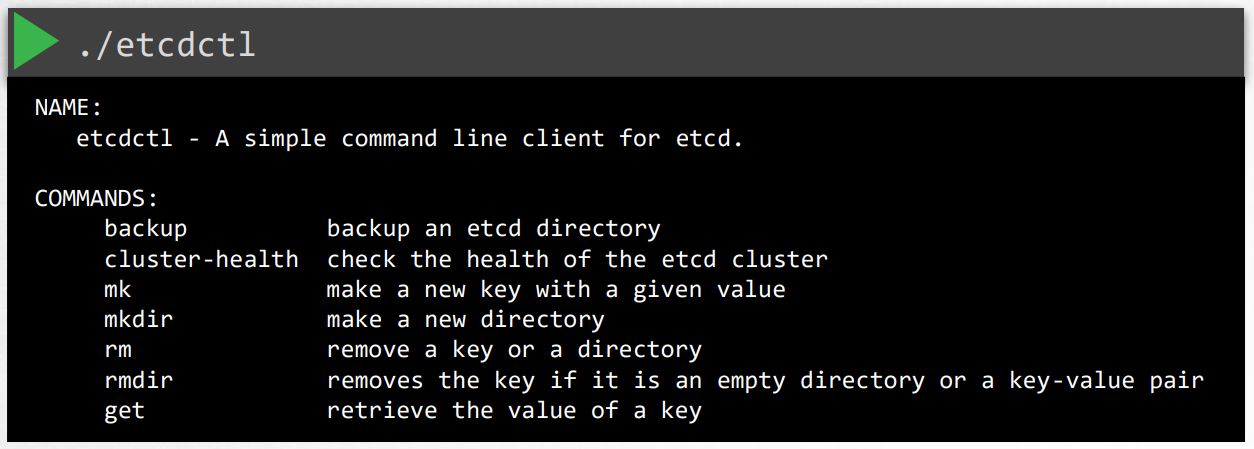 ./etcdctl
NAME:
etcdctl - A simple command line client for etcd.
COMMANDS:
backup backup an etcd directory
cluster-health check the health of the etcd cluster
mk make a new key with a given value
mkdir make a new directory
rm remove a key or a directory
rmdir removes the key if it is an empty directory or a key-value pair
get retrieve the value of a key